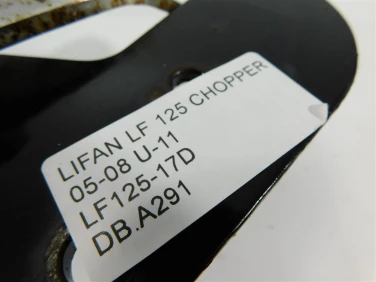 LIFAN LF 125 CHOPPER
05-08 U-11
LF125-17D
DB.A291